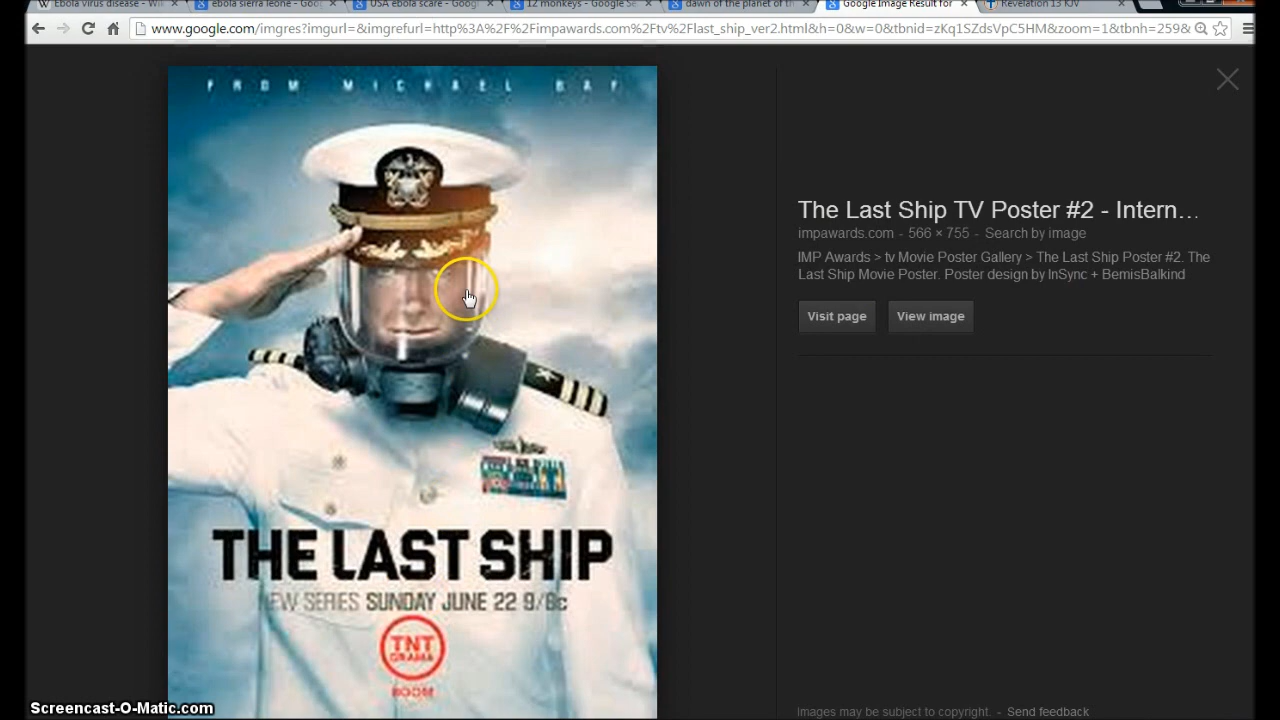 Ebola virus disease - Wik
ebola sierra leone - Goo
USA ebola scare - Googl
12 monkeys - Google Se
dawn of the planet of th
Google Image Result for
Revelation 13 KJV
www.google.com/imgres?imgurl=&imgrefurl=http%3A%2F%2Fimpawards.com%2Ftv%2Flast_ship_ver2.html&h=0&w=0&tbnid=zKq1SZdsVpC5HM&zoom=1&tbnh=259&
FROM MICHAEL BAY
THE LAST SHIP
NEW SERIES SUNDAY JUNE 22 9/8c
TNT
DRAMA
BOOM
The Last Ship TV Poster #2 - Intern...
impawards.com - 566 × 755 - Search by image
IMP Awards > tv Movie Poster Gallery > The Last Ship Poster #2. The
Last Ship Movie Poster. Poster design by InSync + BemisBalkind
Visit page
View image
Images may be subject to copyright. - Send feedback
Screencast-O-Matic.com